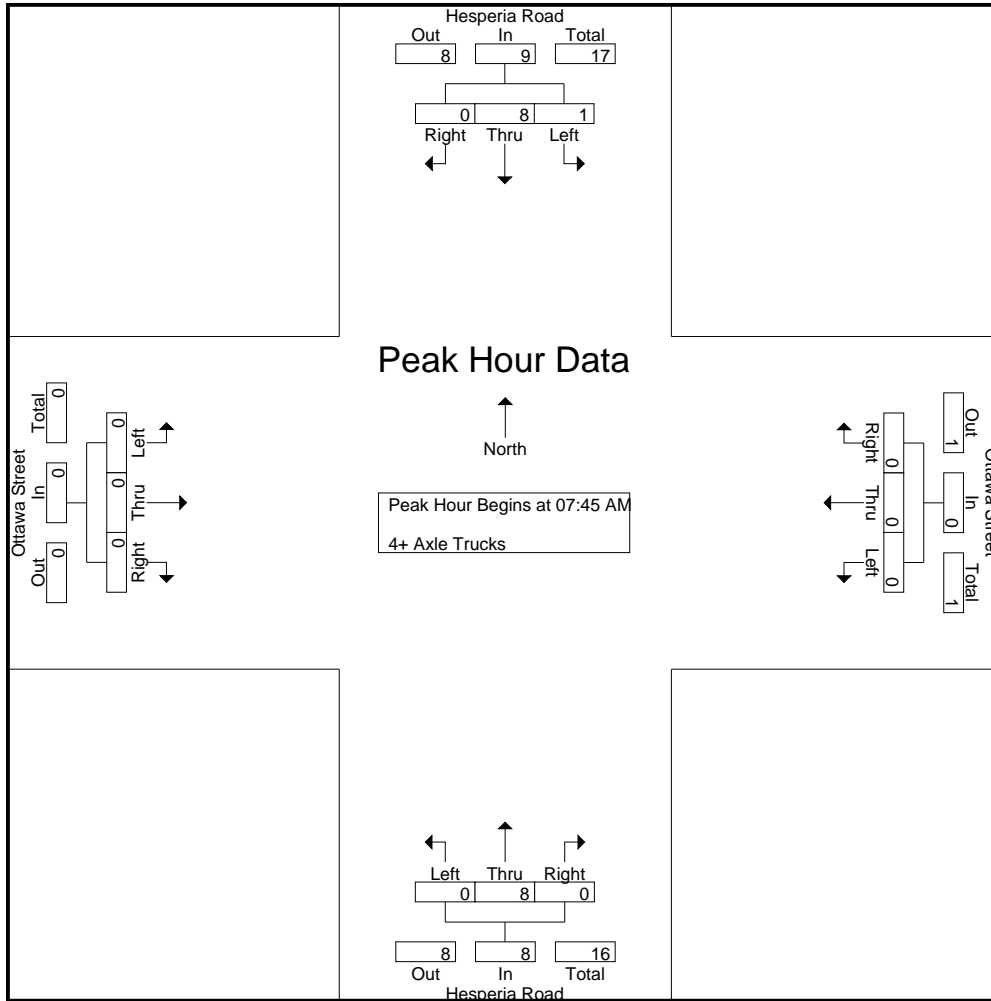 Hesperia Road
Out In Total
8 9 17
0 8 1
Right Thru Left
Peak Hour Data
North
Peak Hour Begins at 07:45 AM
4+ Axle Trucks
Ottawa Street
Total In Out
0 0 0
0 0 0
Left Thru Right
Ottawa Street
Out In Total
1 0 1
0 0 0
Right Thru Left
Left Thru Right
0 8 0
8 8 16
Out In Total
Hesperia Road